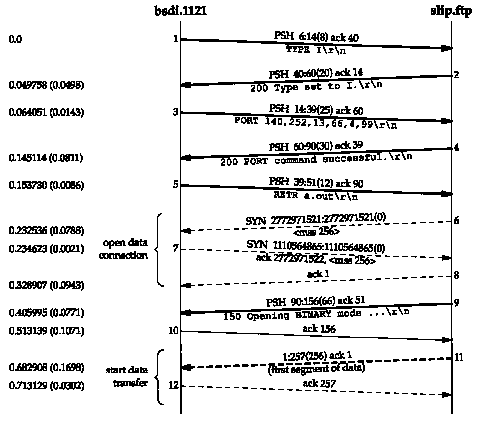 bsdi.1121 slip.ftp
0.0 1 PSH 6:14(8) ack 40
TYPE I\r\n
0.049758 (0.0498) PSH 40:60(20) ack 14 2
200 Type set to I.\r\n
0.064051 (0.0143) 3 PSH 14:39(25) ack 60
PORT 140,252,13,66,4,99\r\n
0.145114 (0.0811) PSH 60:90(30) ack 39 4
200 PORT command successful.\r\n
0.153730 (0.0086) 5 PSH 39:51(12) ack 90
RETR a.out\r\n
0.232536 (0.0788) SYN 2772971521:2772971521(0) 6
<mss 256>
open data
connection
0.234623 (0.0021) 7 SYN 1110564865:1110564865(0)
ack 2772971522, <mss 256>
0.328907 (0.0943) ack 1 8
0.405995 (0.0771) PSH 90:156(66) ack 51 9
150 Opening BINARY mode ...\r\n
0.513139 (0.1071) 10 ack 156
0.682908 (0.1698) 1:257(256) ack 1 11
(first segment of data)
start data
transfer
0.713129 (0.0302) 12 ack 257